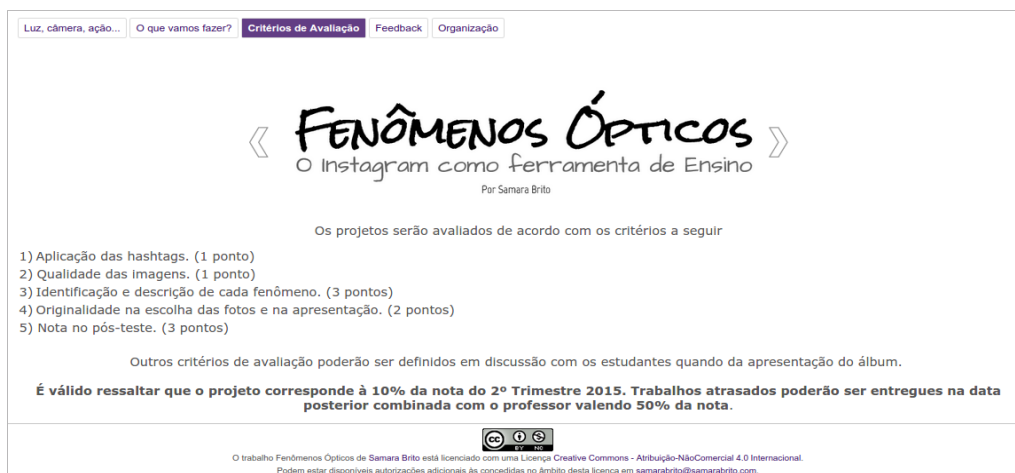 Luz, câmera, ação... O que vamos fazer? Critérios de Avaliação Feedback Organização
FENÔMENOS ÓPTICOS
O Instagram como ferramenta de Ensino
Por Samara Brito
Os projetos serão avaliados de acordo com os critérios a seguir
1) Aplicação das hashtags. (1 ponto)
2) Qualidade das imagens. (1 ponto)
3) Identificação e descrição de cada fenômeno. (3 pontos)
4) Originalidade na escolha das fotos e na apresentação. (2 pontos)
5) Nota no pós-teste. (3 pontos)
Outros critérios de avaliação poderão ser definidos em discussão com os estudantes quando da apresentação do álbum.
É válido ressaltar que o projeto corresponde à 10% da nota do 2º Trimestre 2015. Trabalhos atrasados poderão ser entregues na data
posterior combinada com o professor valendo 50% da nota.
cc BY NC
O trabalho Fenômenos Ópticos de Samara Brito está licenciado com uma Licença Creative Commons - Atribuição-NãoComercial 4.0 Internacional.
Podem estar disponíveis autorizações adicionais às concedidas no âmbito desta licença em samarabrito@samarabrito.com.